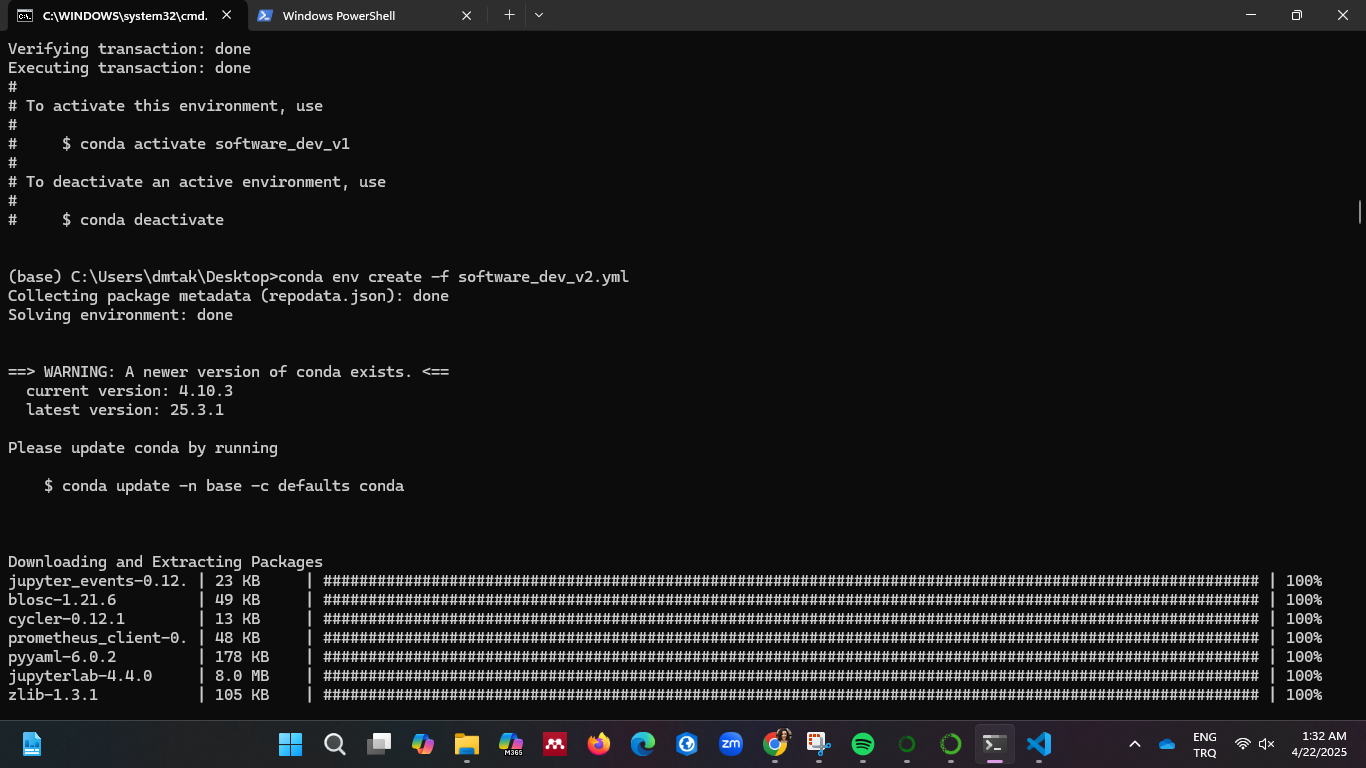 C:\WINDOWS\system32\cmd.
Windows PowerShell
Verifying transaction: done
Executing transaction: done
#
# To activate this environment, use
#
#     $ conda activate software_dev_v1
#
# To deactivate an active environment, use
#
#     $ conda deactivate
(base) C:\Users\dmtak\Desktop>conda env create -f software_dev_v2.yml
Collecting package metadata (repodata.json): done
Solving environment: done
==> WARNING: A newer version of conda exists. <==
  current version: 4.10.3
  latest version: 25.3.1
Please update conda by running
    $ conda update -n base -c defaults conda
Downloading and Extracting Packages
jupyter_events-0.12. | 23 KB     | ######################################################################################################## | 100%
blosc-1.21.6         | 49 KB     | ######################################################################################################## | 100%
cycler-0.12.1        | 13 KB     | ######################################################################################################## | 100%
prometheus_client-0. | 48 KB     | ######################################################################################################## | 100%
pyyaml-6.0.2         | 178 KB    | ######################################################################################################## | 100%
jupyterlab-4.4.0     | 8.0 MB    | ######################################################################################################## | 100%
zlib-1.3.1           | 105 KB    | ######################################################################################################## | 100%
M365
zm
ENG
TRQ
1:32 AM
4/22/2025